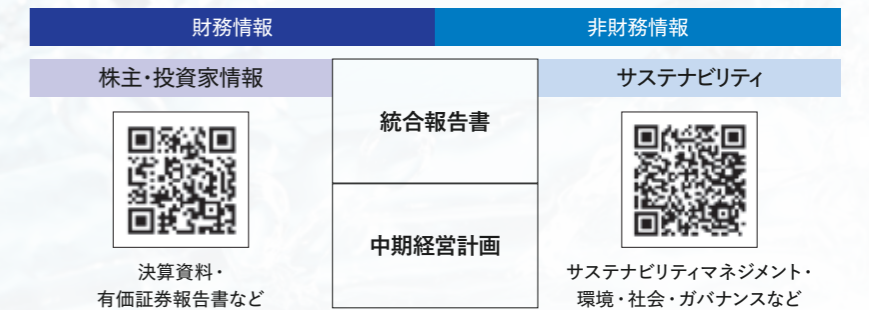 財務情報
非財務情報
株主・投資家情報
統合報告書
サステナビリティ
中期経営計画
決算資料・
有価証券報告書など
サステナビリティマネジメント・
環境・社会・ガバナンスなど